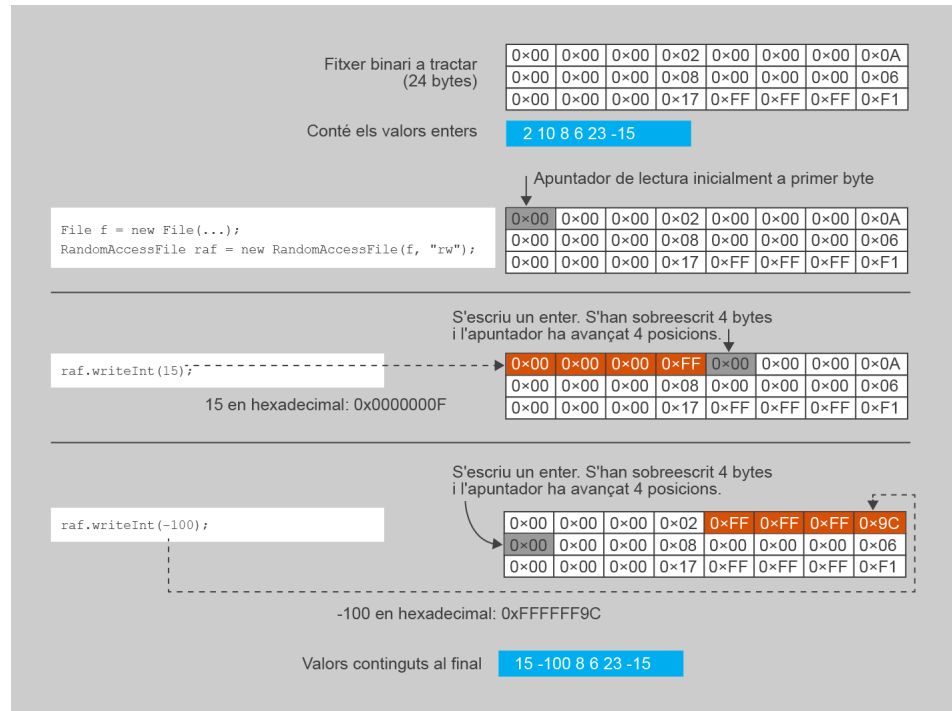 Fitxer binari a tractar
(24 bytes)
0×00 0×00 0×00 0×02 0×00 0×00 0×00 0×0A
0×00 0×00 0×00 0×08 0×00 0×00 0×00 0×06
0×00 0×00 0×00 0×17 0×FF 0×FF 0×FF 0×F1
Conté els valors enters
2 10 8 6 23 -15
Apuntador de lectura inicialment a primer byte
File f = new File(...);
RandomAccessFile raf = new RandomAccessFile(f, "rw");
0×00 0×00 0×00 0×02 0×00 0×00 0×00 0×0A
0×00 0×00 0×00 0×08 0×00 0×00 0×00 0×06
0×00 0×00 0×00 0×17 0×FF 0×FF 0×FF 0×F1
S'escriu un enter. S'han sobreescrit 4 bytes
i l'apuntador ha avançat 4 posicions.
raf.writeInt(15);
0×00 0×00 0×00 0×FF 0×00 0×00 0×00 0×0A
0×00 0×00 0×00 0×08 0×00 0×00 0×00 0×06
0×00 0×00 0×00 0×17 0×FF 0×FF 0×FF 0×F1
15 en hexadecimal: 0x0000000F
S'escriu un enter. S'han sobreescrit 4 bytes
i l'apuntador ha avançat 4 posicions.
raf.writeInt(-100);
0×00 0×00 0×00 0×02 0×FF 0×FF 0×FF 0×9C
0×00 0×00 0×00 0×08 0×00 0×00 0×00 0×06
0×00 0×00 0×00 0×17 0×FF 0×FF 0×FF 0×F1
-100 en hexadecimal: 0xFFFFFF9C
Valors continguts al final
15 -100 8 6 23 -15